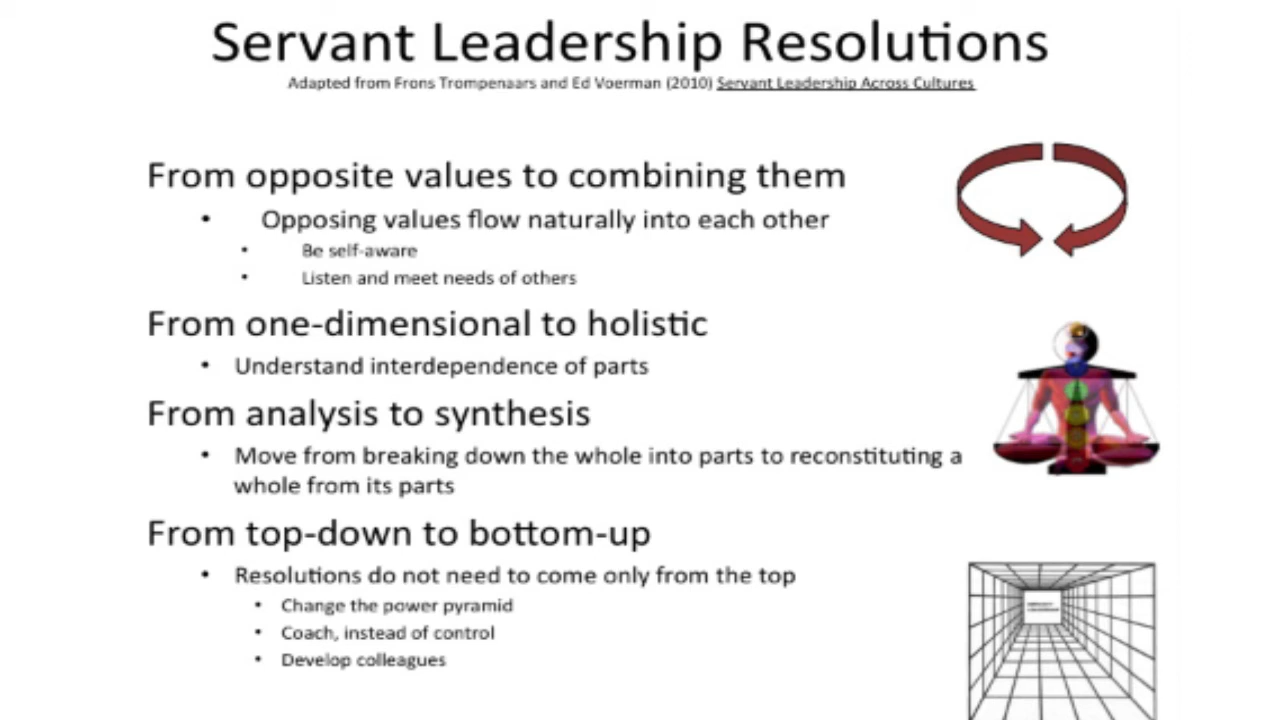 Servant Leadership Resolutions
Adapted from Frons Trompenaars and Ed Voerman (2010) Servant Leadership Across Cultures
From opposite values to combining them
• Opposing values flow naturally into each other
• Be self-aware
• Listen and meet needs of others
From one-dimensional to holistic
• Understand interdependence of parts
From analysis to synthesis
• Move from breaking down the whole into parts to reconstituting a
whole from its parts
From top-down to bottom-up
• Resolutions do not need to come only from the top
• Change the power pyramid
• Coach, instead of control
• Develop colleagues